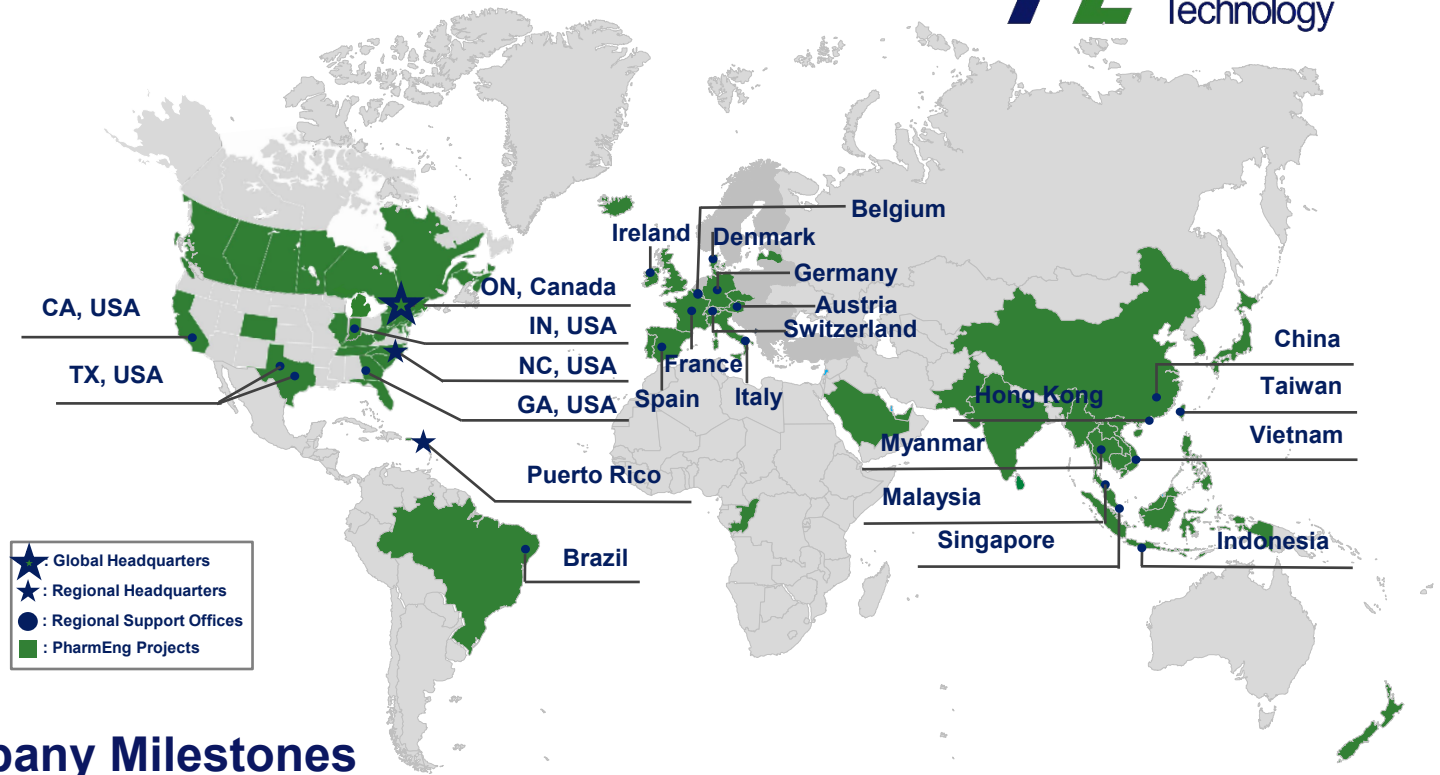 Technology
Belgium
Ireland
Denmark
Germany
ON, Canada
Austria
CA, USA
IN, USA
Switzerland
China
NC, USA
France
TX, USA
Taiwan
GA, USA
Spain
Italy
Hong Kong
Vietnam
Myanmar
Puerto Rico
Malaysia
Singapore
Indonesia
Brazil
: Global Headquarters
: Regional Headquarters
: Regional Support Offices
: PharmEng Projects
pany Milestones